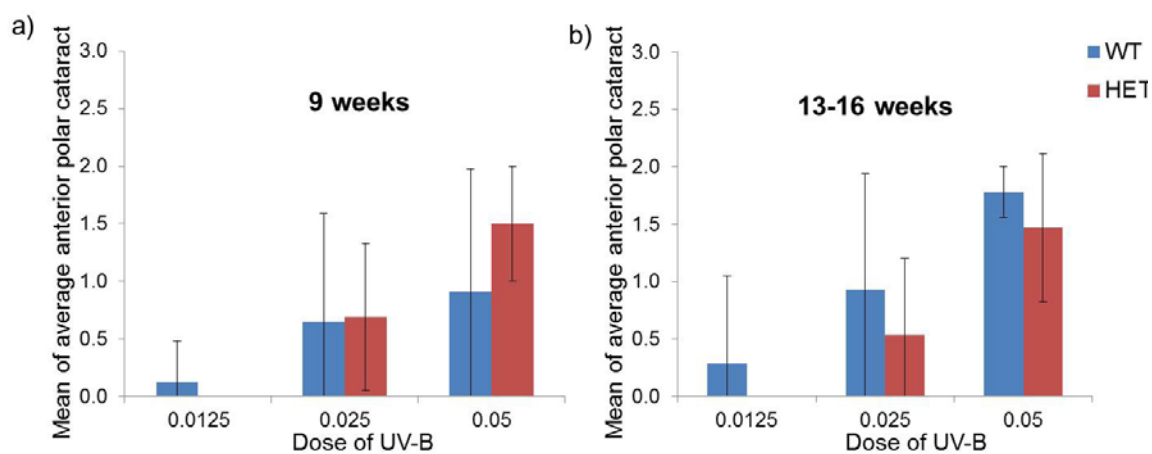 a)
Mean of average anterior polar cataract
3.0
2.5
2.0
1.5
1.0
0.5
0.0
9 weeks
0.0125 0.025 0.05
Dose of UV-B
b)
Mean of average anterior polar cataract
3.0
2.5
2.0
1.5
1.0
0.5
0.0
13-16 weeks
0.0125 0.025 0.05
Dose of UV-B
WT
HET